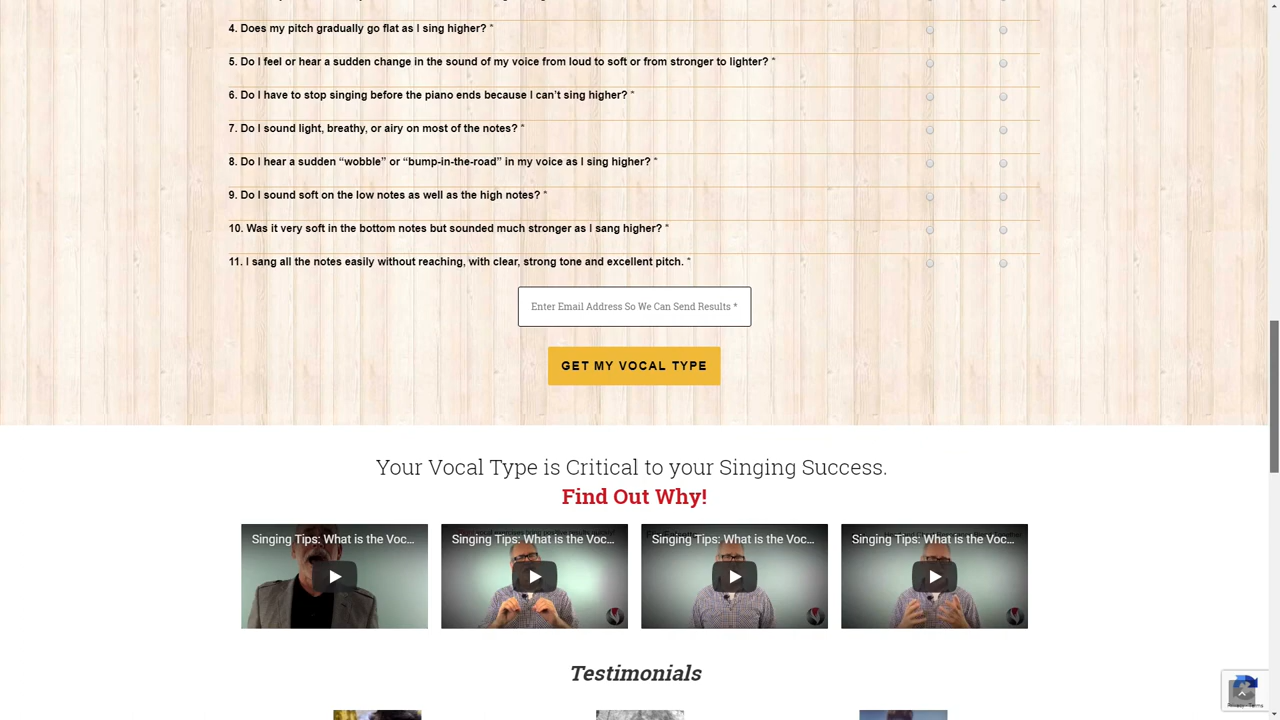 4. Does my pitch gradually go flat as I sing higher? *
5. Do I feel or hear a sudden change in the sound of my voice from loud to soft or from stronger to lighter? *
6. Do I have to stop singing before the piano ends because I can’t sing higher? *
7. Do I sound light, breathy, or airy on most of the notes? *
8. Do I hear a sudden “wobble” or “bump-in-the-road” in my voice as I sing higher? *
9. Do I sound soft on the low notes as well as the high notes? *
10. Was it very soft in the bottom notes but sounded much stronger as I sang higher? *
11. I sang all the notes easily without reaching, with clear, strong tone and excellent pitch. *
Enter Email Address So We Can Send Results *
GET MY VOCAL TYPE
Your Vocal Type is Critical to your Singing Success.
Find Out Why!
Singing Tips: What is the Voc...
Singing Tips: What is the Voc...
Singing Tips: What is the Voc...
Singing Tips: What is the Voc...
Testimonials
Privacy - Terms